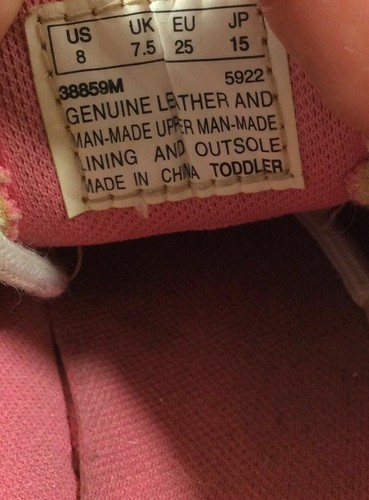 US UK EU JP
8 7.5 25 15
38859M 5922
GENUINE LEATHER AND
MAN-MADE UPPER MAN-MADE
LINING AND OUTSOLE
MADE IN CHINA TODDLER